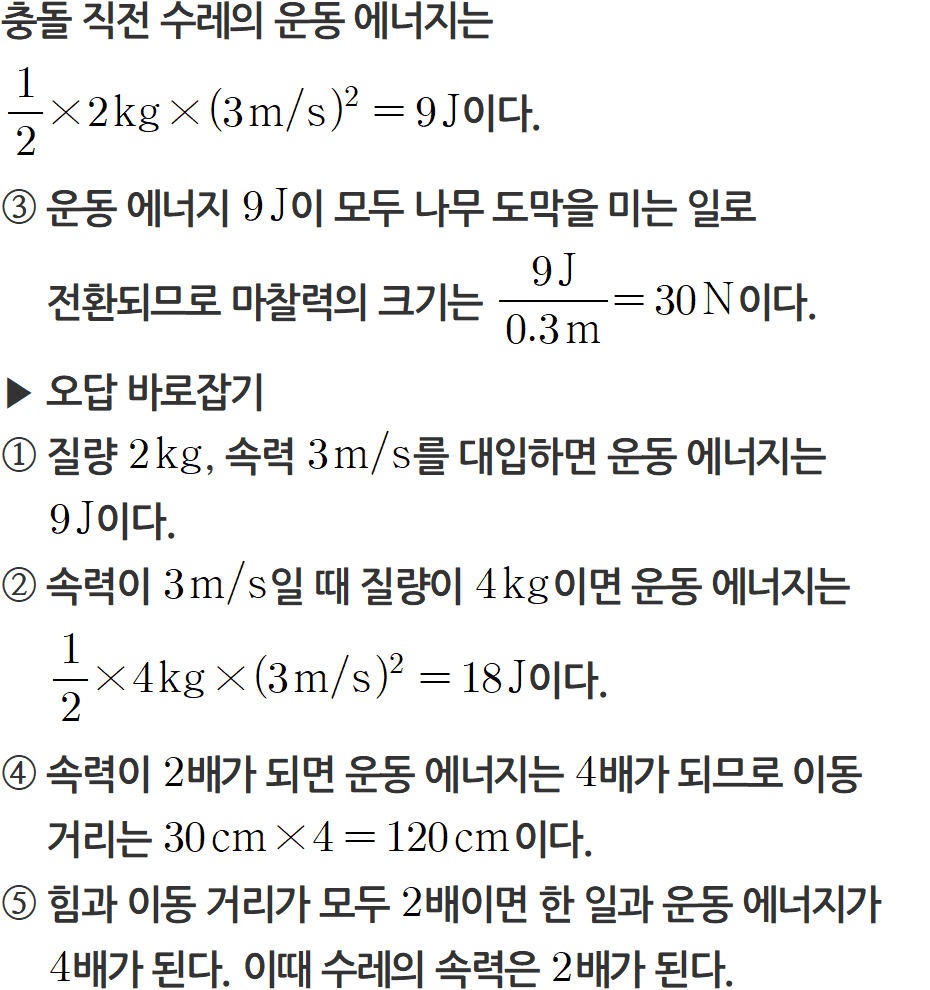 충돌 직전 수레의 운동 에너지는
1/2 × 2 kg × (3 m/s)² = 9 J이다.
③ 운동 에너지 9 J이 모두 나무 도막을 미는 일로
전환되므로 마찰력의 크기는 9 J/0.3 m = 30 N이다.
▶ 오답 바로잡기
① 질량 2 kg, 속력 3 m/s를 대입하면 운동 에너지는
9 J이다.
② 속력이 3 m/s일 때 질량이 4 kg이면 운동 에너지는
1/2 × 4 kg × (3 m/s)² = 18 J이다.
④ 속력이 2배가 되면 운동 에너지는 4배가 되므로 이동
거리는 30 cm × 4 = 120 cm이다.
⑤ 힘과 이동 거리가 모두 2배이면 한 일과 운동 에너지가
4배가 된다. 이때 수레의 속력은 2배가 된다.